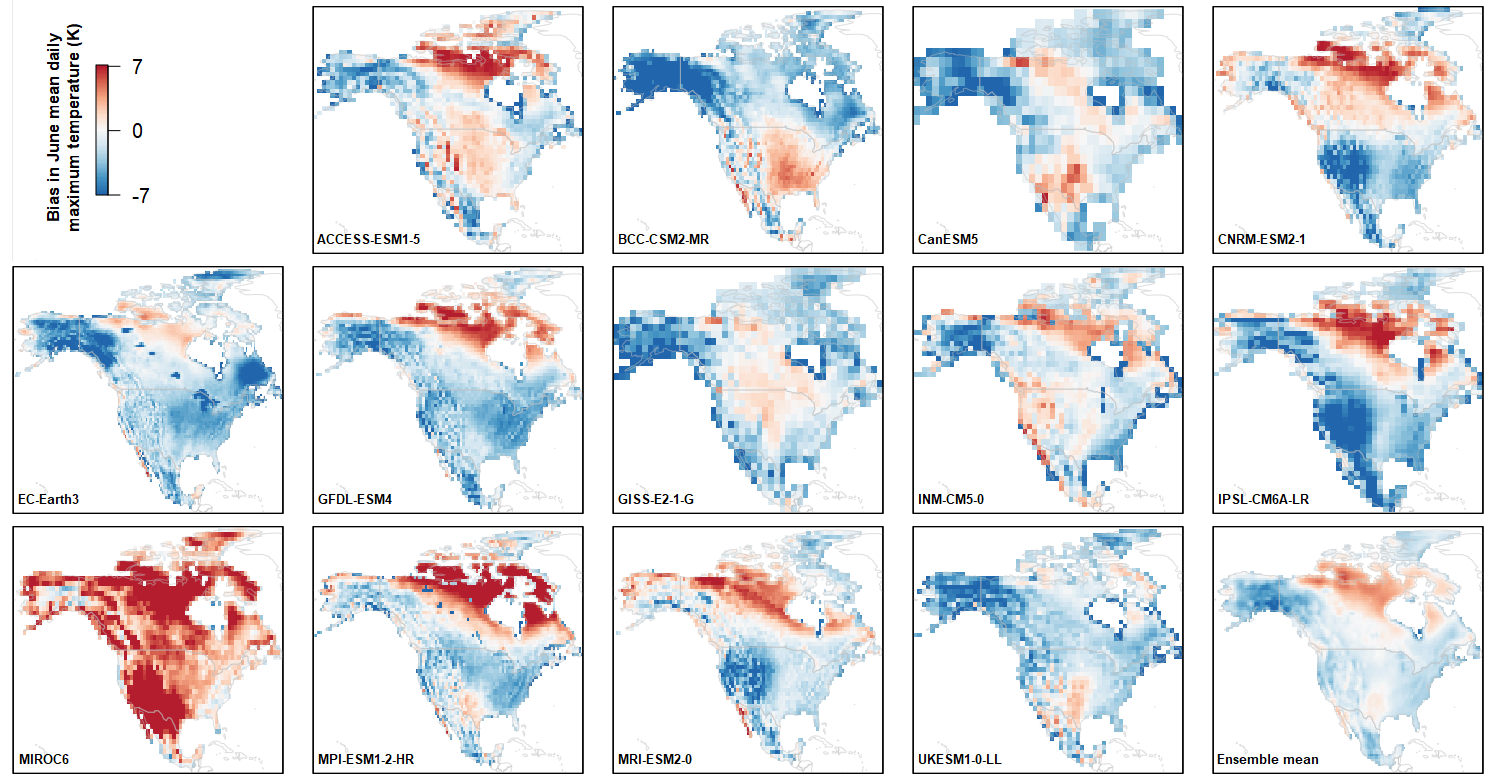 Bias in June mean daily
maximum temperature (K)
7
0
-7
ACCESS-ESM1-5
BCC-CSM2-MR
CanESM5
CNRM-ESM2-1
EC-Earth3
GFDL-ESM4
GISS-E2-1-G
INM-CM5-0
IPSL-CM6A-LR
MIROC6
MPI-ESM1-2-HR
MRI-ESM2-0
UKESM1-0-LL
Ensemble mean